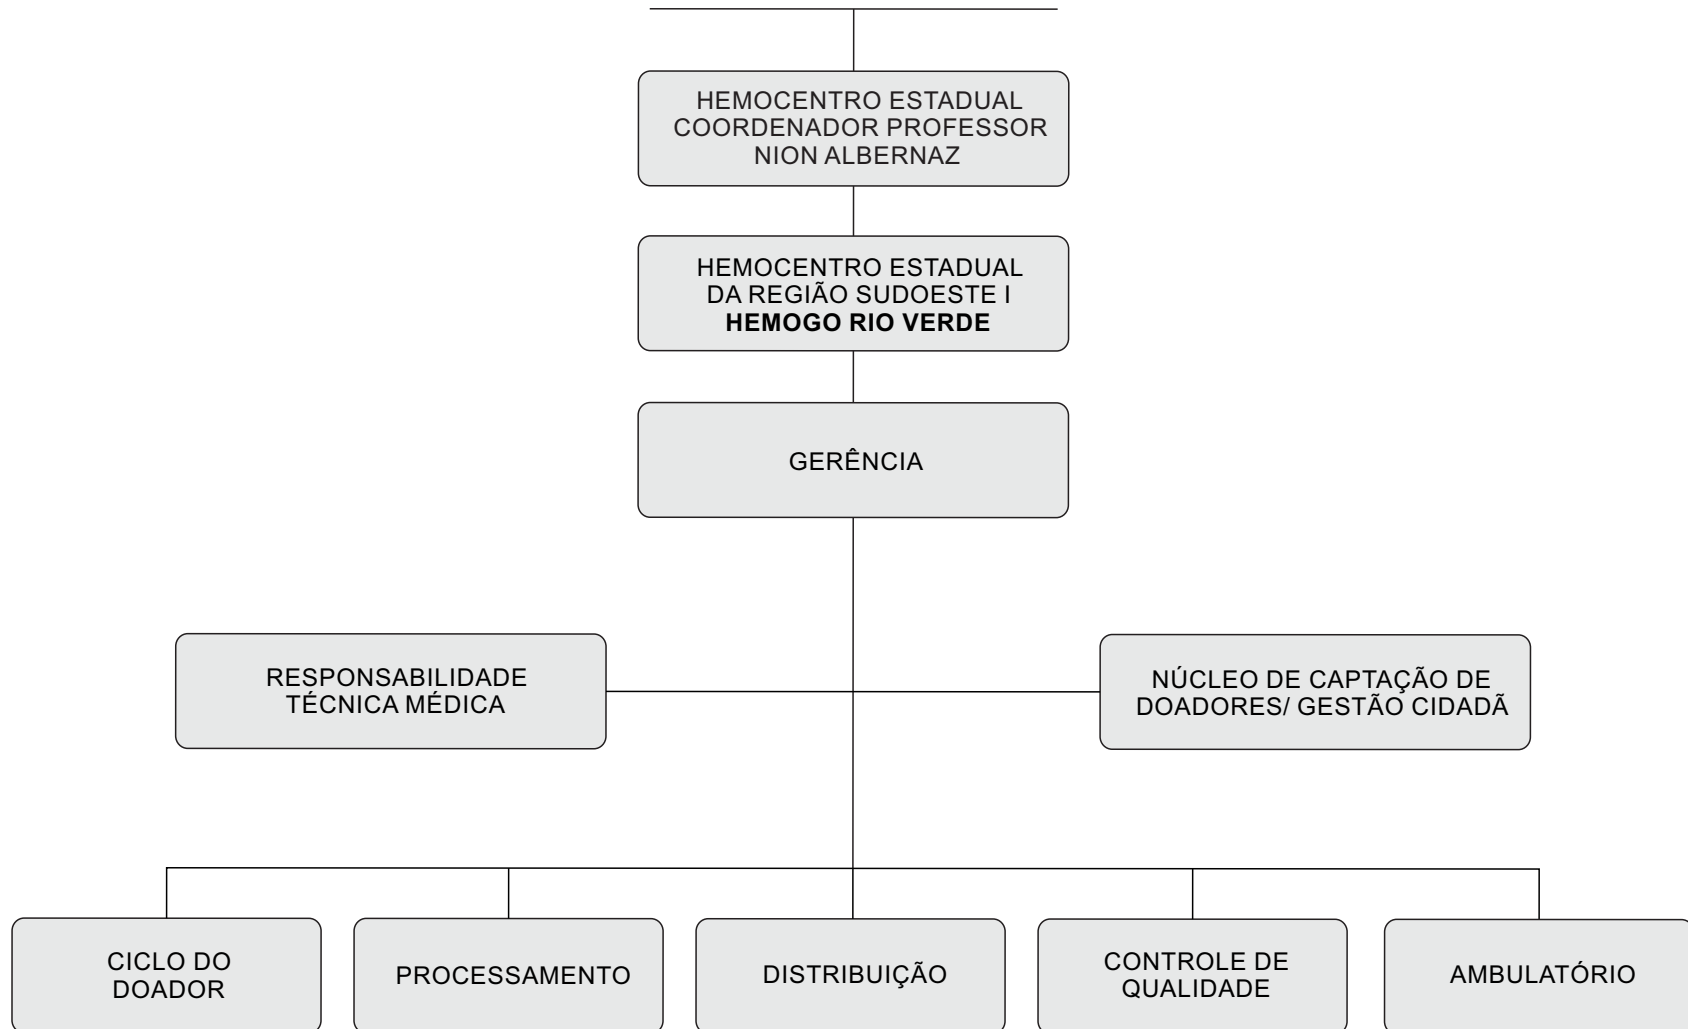 HEMOCENTRO ESTADUAL
COORDENADOR PROFESSOR
NION ALBERNAZ
HEMOCENTRO ESTADUAL
DA REGIÃO SUDOESTE I
HEMOGO RIO VERDE
GERÊNCIA
RESPONSABILIDADE
TÉCNICA MÉDICA
NÚCLEO DE CAPTAÇÃO DE
DOADORES/ GESTÃO CIDADÃ
CICLO DO
DOADOR
PROCESSAMENTO
DISTRIBUIÇÃO
CONTROLE DE
QUALIDADE
AMBULATÓRIO